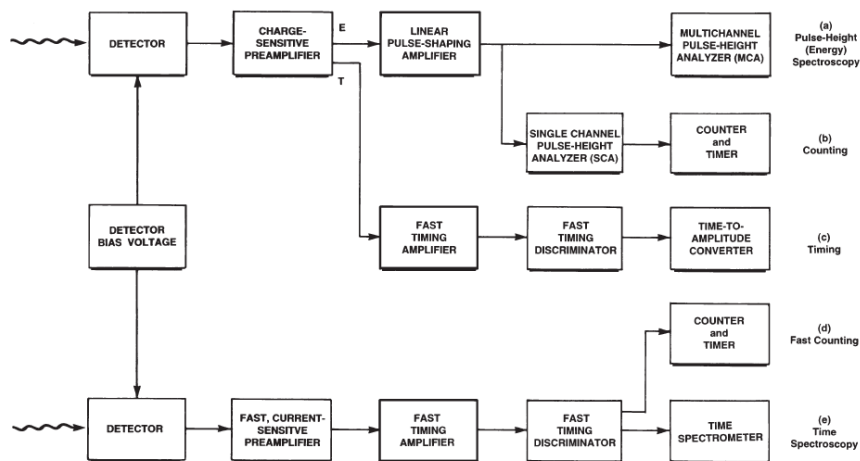 DETECTOR
CHARGE-
SENSITIVE
PREAMPLIFIER
E
T
LINEAR
PULSE-SHAPING
AMPLIFIER
MULTICHANNEL
PULSE-HEIGHT
ANALYZER (MCA)
(a)
Pulse-Height
(Energy)
Spectroscopy
SINGLE CHANNEL
PULSE-HEIGHT
ANALYZER (SCA)
COUNTER
and
TIMER
(b)
Counting
DETECTOR
BIAS VOLTAGE
FAST
TIMING
AMPLIFIER
FAST
TIMING
DISCRIMINATOR
TIME-TO-
AMPLITUDE
CONVERTER
(c)
Timing
COUNTER
and
TIMER
(d)
Fast Counting
DETECTOR
FAST, CURRENT-
SENSITVE
PREAMPLIFIER
FAST
TIMING
AMPLIFIER
FAST
TIMING
DISCRIMINATOR
TIME
SPECTROMETER
(e)
Time
Spectroscopy